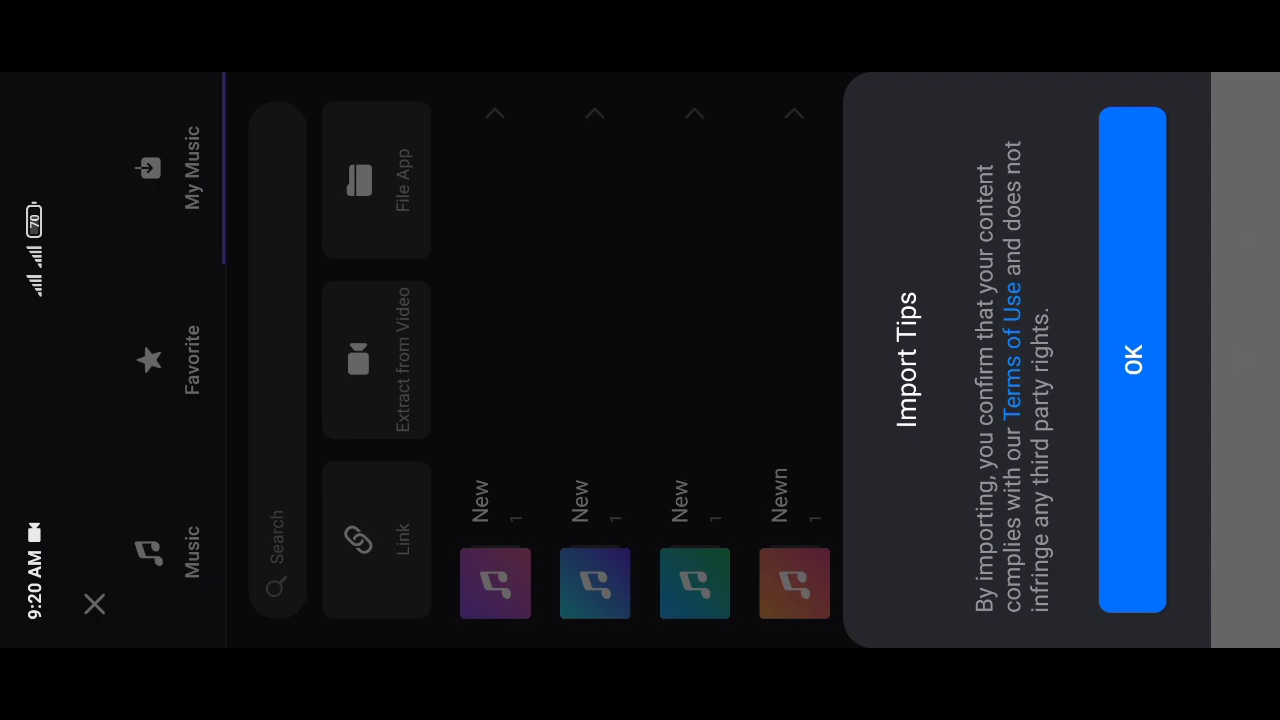 9:20 AM
70
Music
Favorite
My Music
Search
Link
Extract from Video
File App
New
1
New
1
New
1
Newn
1
Import Tips
By importing, you confirm that your content
complies with our Terms of Use and does not
infringe any third party rights.
OK